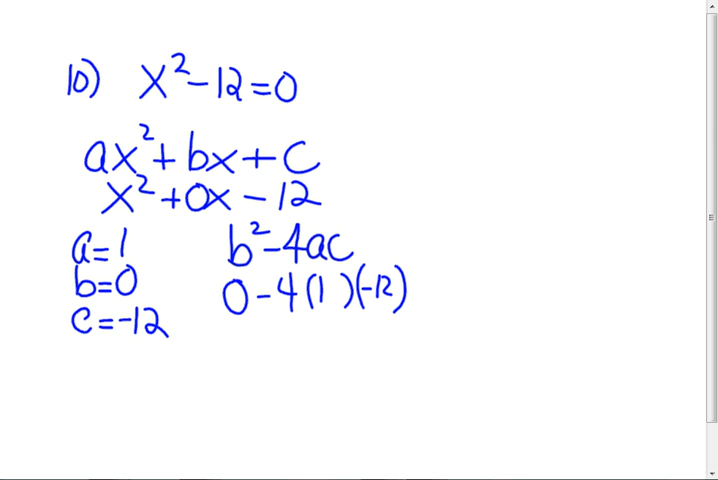 10) x²-12=0
ax²+bx+c
x²+0x-12
a=1
b=0
c=-12
b²-4ac
0-4(1)(-12)